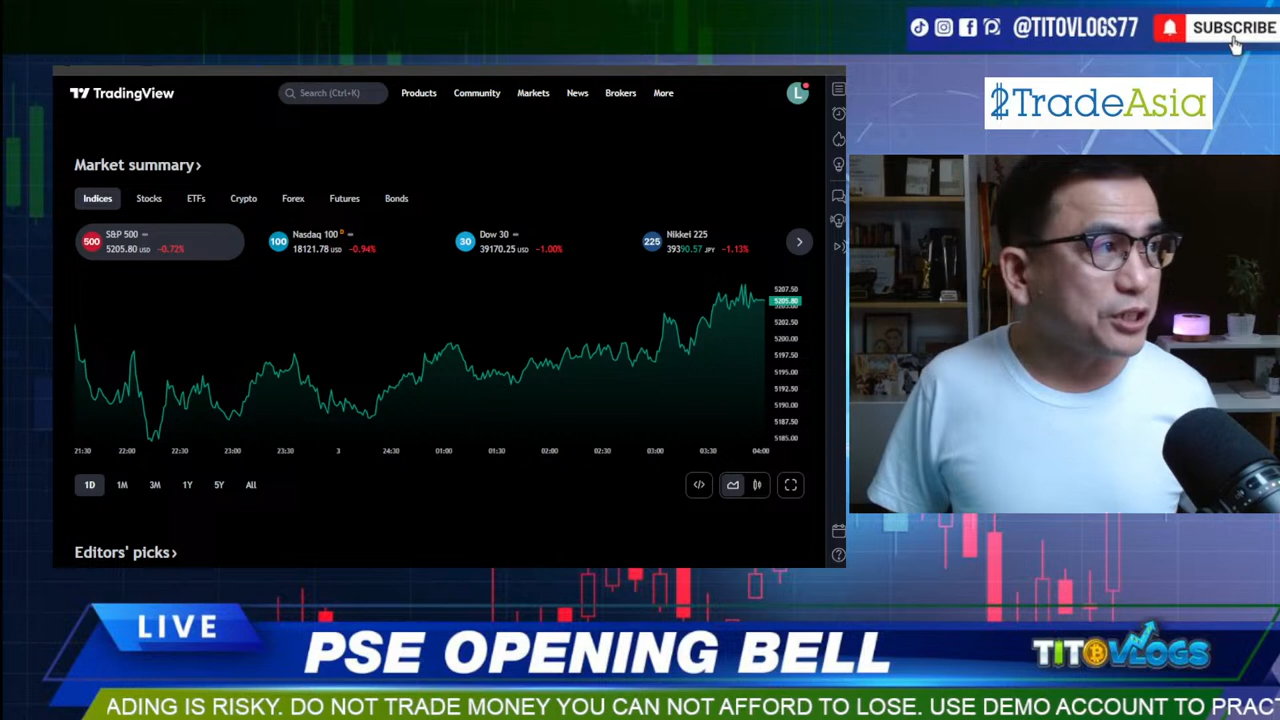 @TITOVLOGS77
SUBSCRIBE
TradingView
Search (Ctrl+K)
Products
Community
Markets
News
Brokers
More
L
TradeAsia
Market summary ›
Indices
Stocks
ETFs
Crypto
Forex
Futures
Bonds
500
S&P 500
5205.80 USD -0.72%
100
Nasdaq 100 D
18121.78 USD -0.94%
30
Dow 30
39170.25 USD -1.00%
225
Nikkei 225
39390.57 JPY -1.13%
5207.50
5205.80
5202.50
5200.00
5197.50
5195.00
5192.50
5190.00
5187.50
5185.00
21:30
22:00
22:30
23:00
23:30
3
24:30
01:00
01:30
02:00
02:30
03:00
03:30
04:00
1D
1M
3M
1Y
5Y
All
Editors' picks ›
LIVE
PSE OPENING BELL
TITOVLOGS
ADING IS RISKY. DO NOT TRADE MONEY YOU CAN NOT AFFORD TO LOSE. USE DEMO ACCOUNT TO PRAC